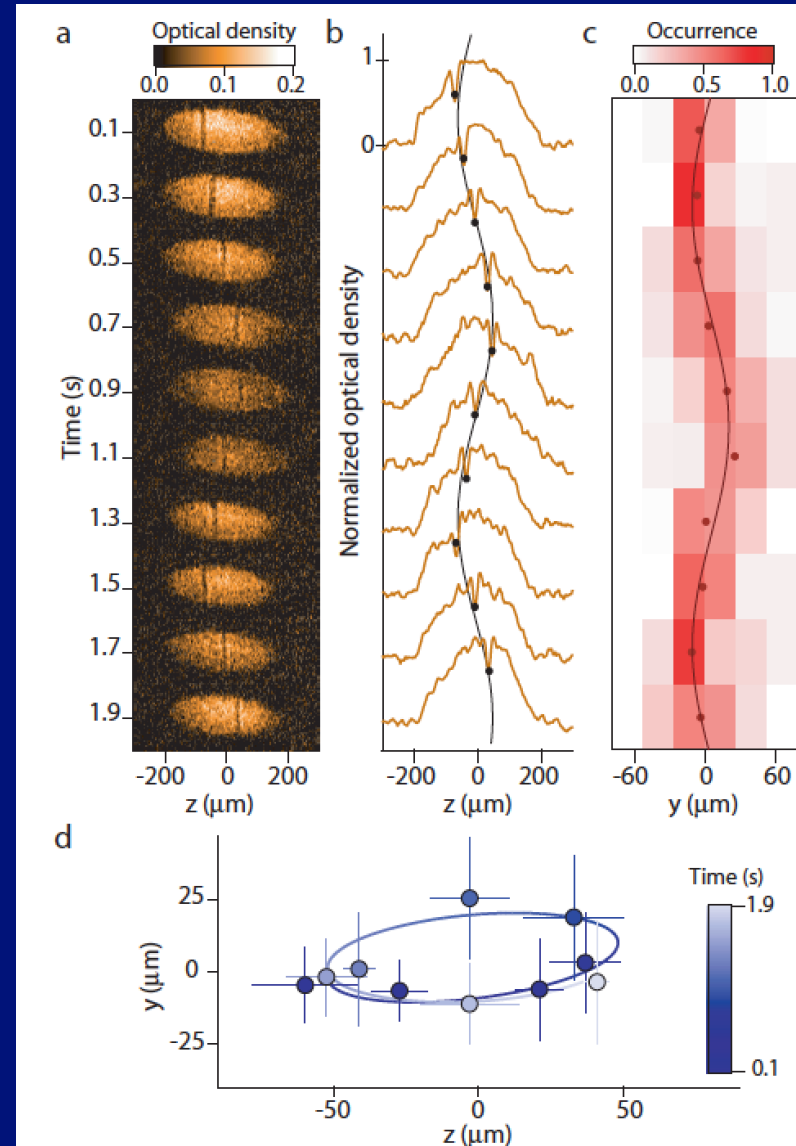 a
Optical density
0.0 0.1 0.2
0.1
0.3
0.5
0.7
0.9
1.1
1.3
1.5
1.7
1.9
Time (s)
-200 0 200
z (μm)
b
1
0
Normalized optical density
-200 0 200
z (μm)
c
Occurrence
0.0 0.5 1.0
-60 0 60
y (μm)
d
25
0
-25
y (μm)
-50 0 50
z (μm)
Time (s)
1.9
0.1